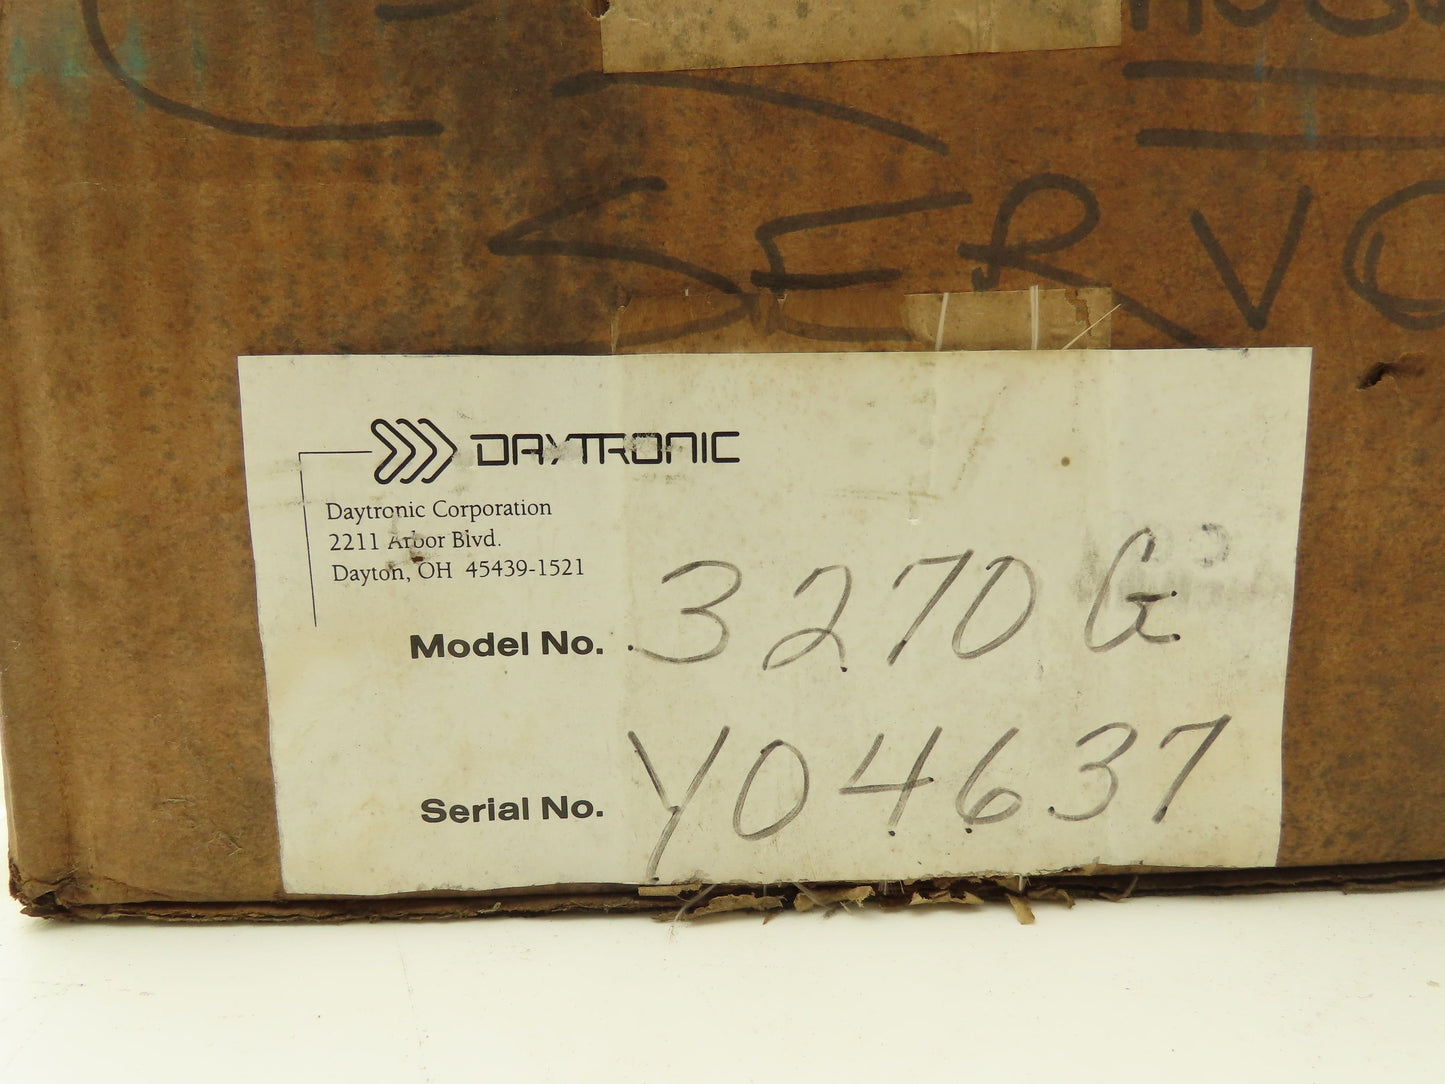 SERVO
DAYTRONIC
Daytronic Corporation
2211 Arbor Blvd.
Dayton, OH 45439-1521
Model No. 3270G
Serial No. Y04637